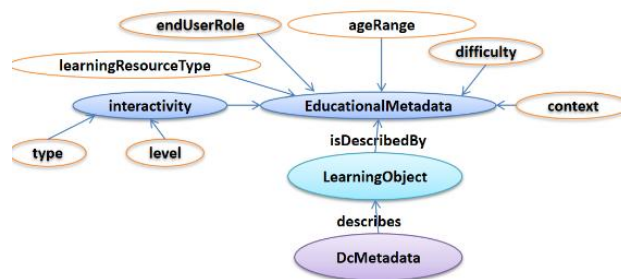 endUserRole
ageRange
difficulty
learningResourceType
interactivity
EducationalMetadata
context
type
level
isDescribedBy
LearningObject
describes
DcMetadata